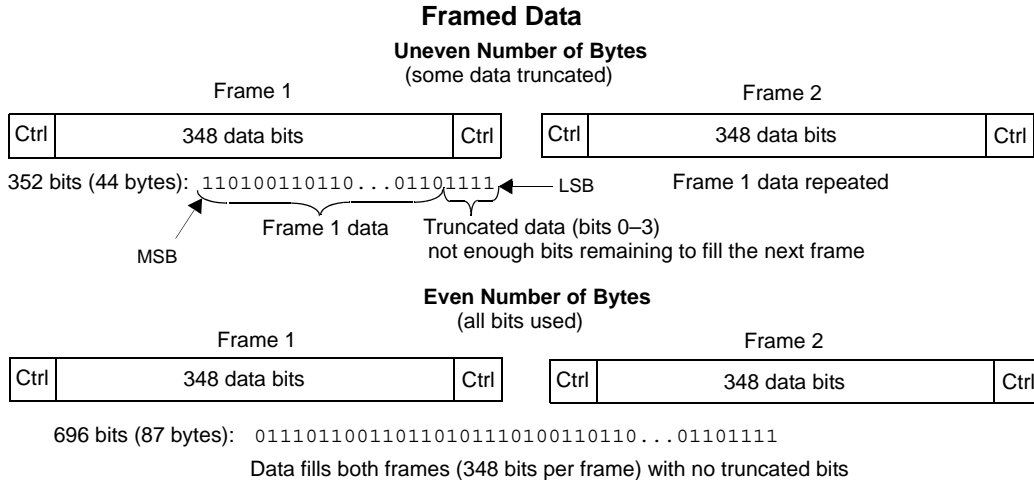 Framed Data
Uneven Number of Bytes
(some data truncated)
Frame 1
Frame 2
Ctrl 348 data bits Ctrl
Ctrl 348 data bits Ctrl
352 bits (44 bytes): 110100110110...01101111
LSB
Frame 1 data repeated
MSB
Frame 1 data
Truncated data (bits 0–3)
not enough bits remaining to fill the next frame
Even Number of Bytes
(all bits used)
Frame 1
Frame 2
Ctrl 348 data bits Ctrl
Ctrl 348 data bits Ctrl
696 bits (87 bytes): 0111011001101101011101001101​10...01101111
Data fills both frames (348 bits per frame) with no truncated bits